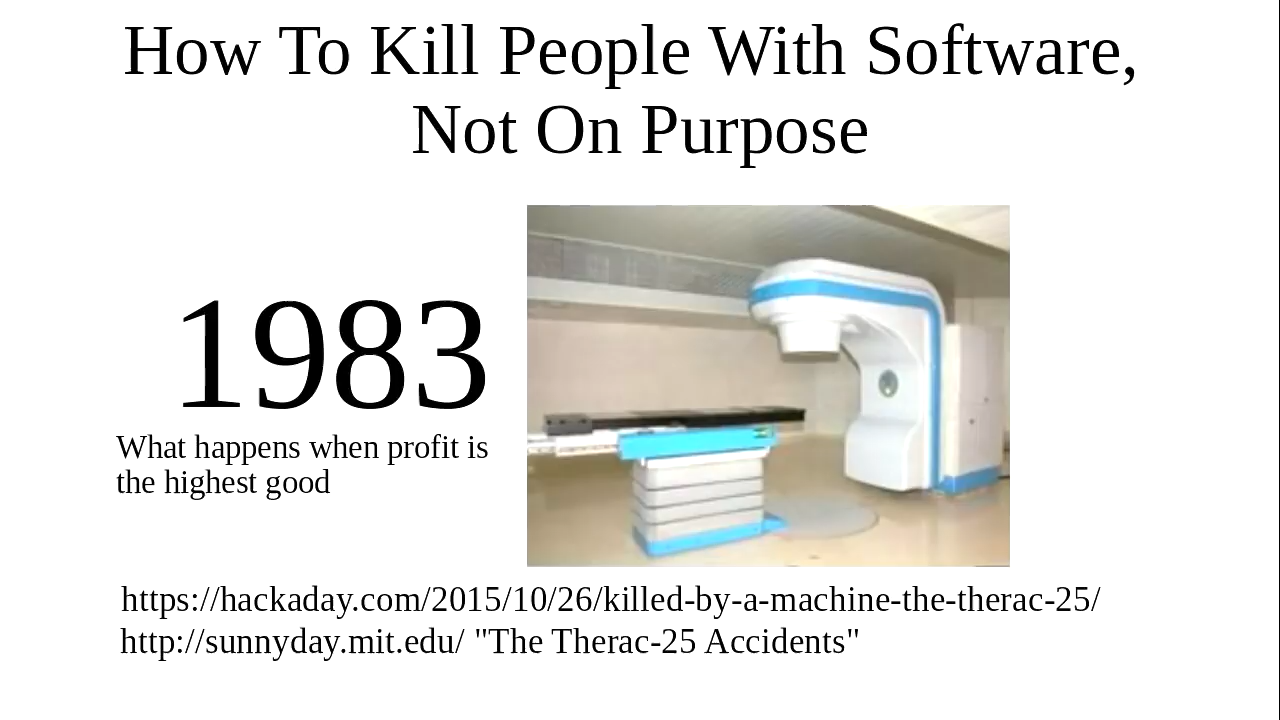 How To Kill People With Software,
Not On Purpose
1983
What happens when profit is
the highest good
https://hackaday.com/2015/10/26/killed-by-a-machine-the-therac-25/
http://sunnyday.mit.edu/ "The Therac-25 Accidents"